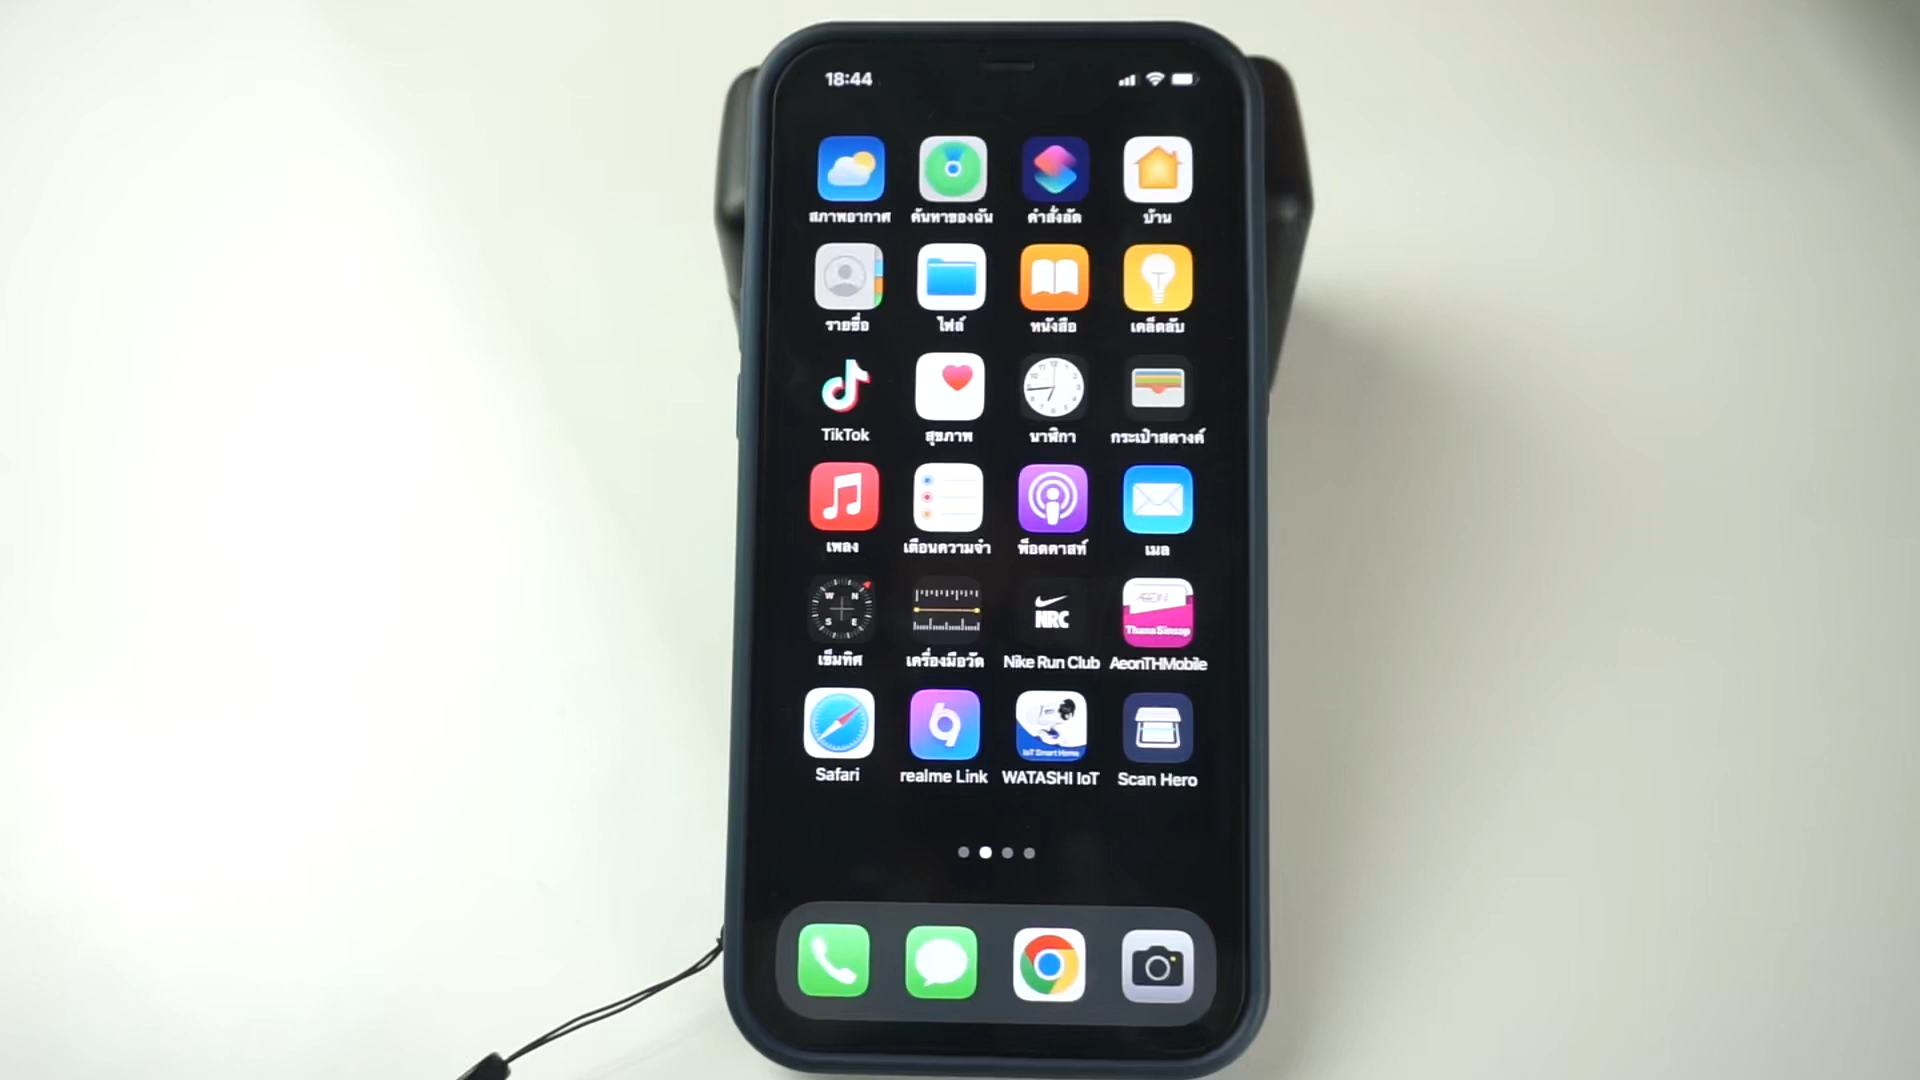 18:44
สภาพอากาศ ค้นหาของฉัน คำสั่งลัด บ้าน
รายชื่อ ไฟล์ หนังสือ เคล็ดลับ
TikTok สุขภาพ นาฬิกา กระเป๋าสตางค์
เพลง เตือนความจำ พ็อดคาสท์ เมล
W N
S E
NRC
AEON
ThanaSinsap
เข็มทิศ เครื่องมือวัด Nike Run Club AeonTHMobile
IoT Smart Home
Safari realme Link WATASHI IoT Scan Hero